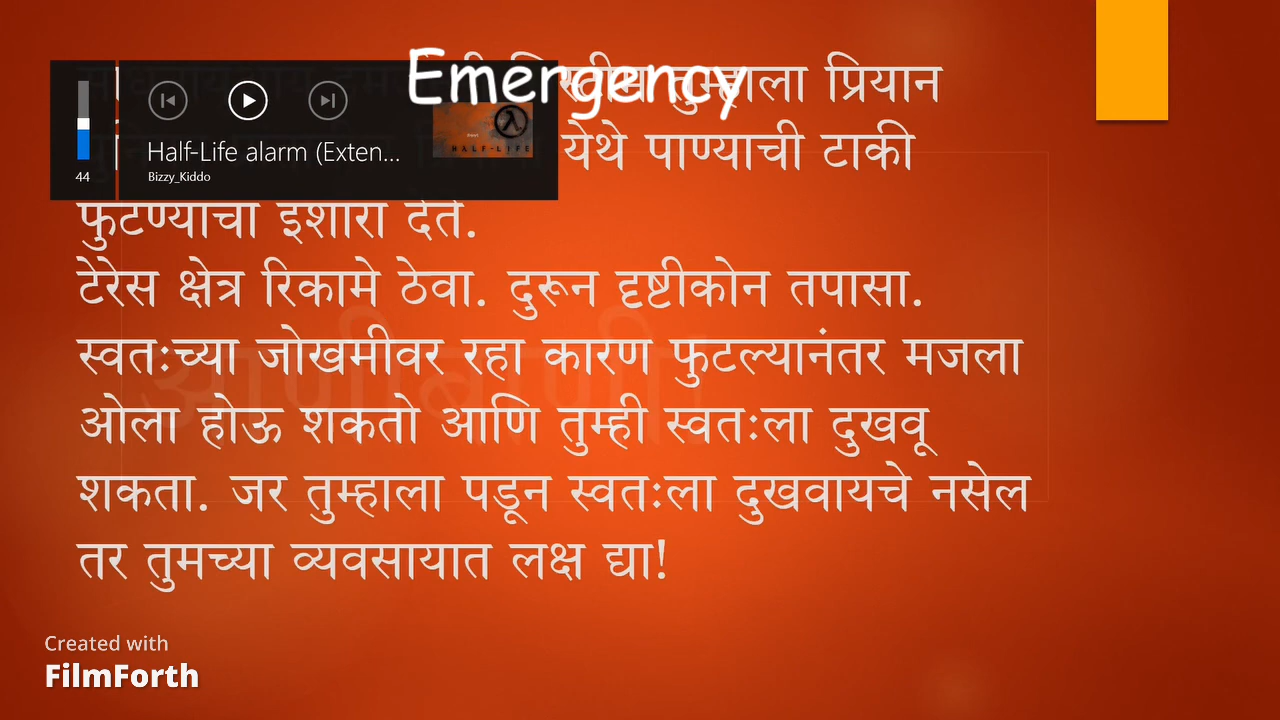 Emergency
तुम्हाला प्रियान
येथे पाण्याची टाकी
फुटण्याचा इशारा देते.
टेरेस क्षेत्र रिकामे ठेवा. दुरून दृष्टीकोन तपासा.
स्वतःच्या जोखमीवर रहा कारण फुटल्यानंतर मजला
ओला होऊ शकतो आणि तुम्ही स्वतःला दुखवू
शकता. जर तुम्हाला पडून स्वतःला दुखवायचे नसेल
तर तुमच्या व्यवसायात लक्ष द्या!
44
Half-Life alarm (Exten...
Bizzy_Kiddo
HALF-LIFE
Created with
FilmForth